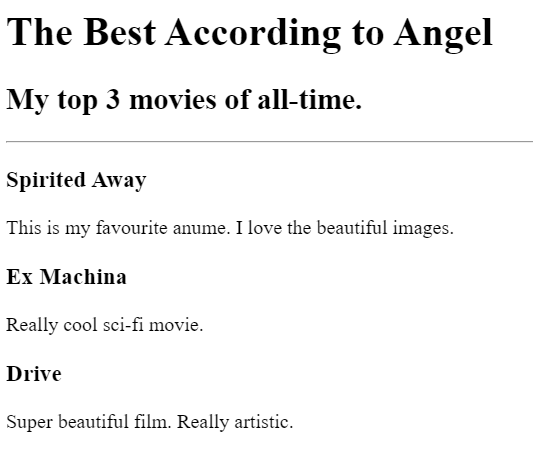 The Best According to Angel
My top 3 movies of all-time.
Spirited Away
This is my favourite anume. I love the beautiful images.
Ex Machina
Really cool sci-fi movie.
Drive
Super beautiful film. Really artistic.